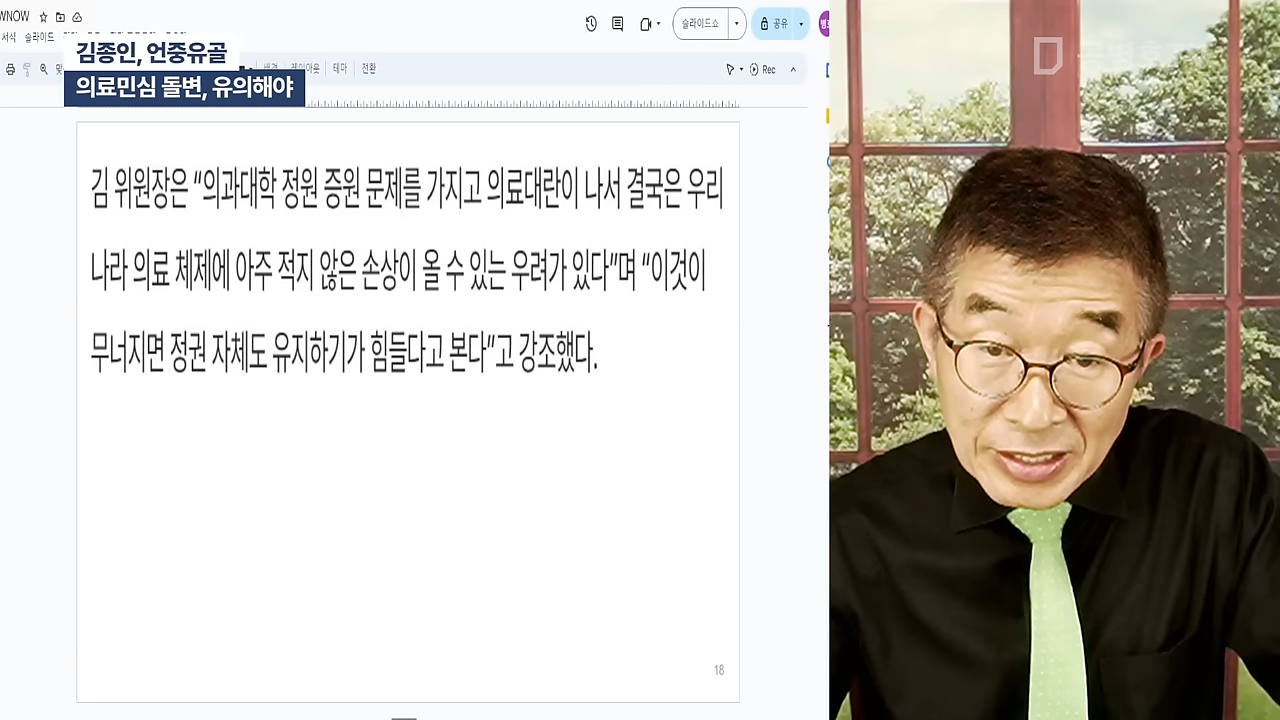 WNOW
서식 슬라이드
슬라이드쇼
공유
김종인, 언중유골
의료민심 돌변, 유의해야
테마
전환
Rec
김 위원장은 “의과대학 정원 증원 문제를 가지고 의료대란이 나서 결국은 우리
나라 의료 체제에 아주 적지 않은 손상이 올 수 있는 우려가 있다”며 “이것이
무너지면 정권 자체도 유지하기가 힘들다고 본다”고 강조했다.
18